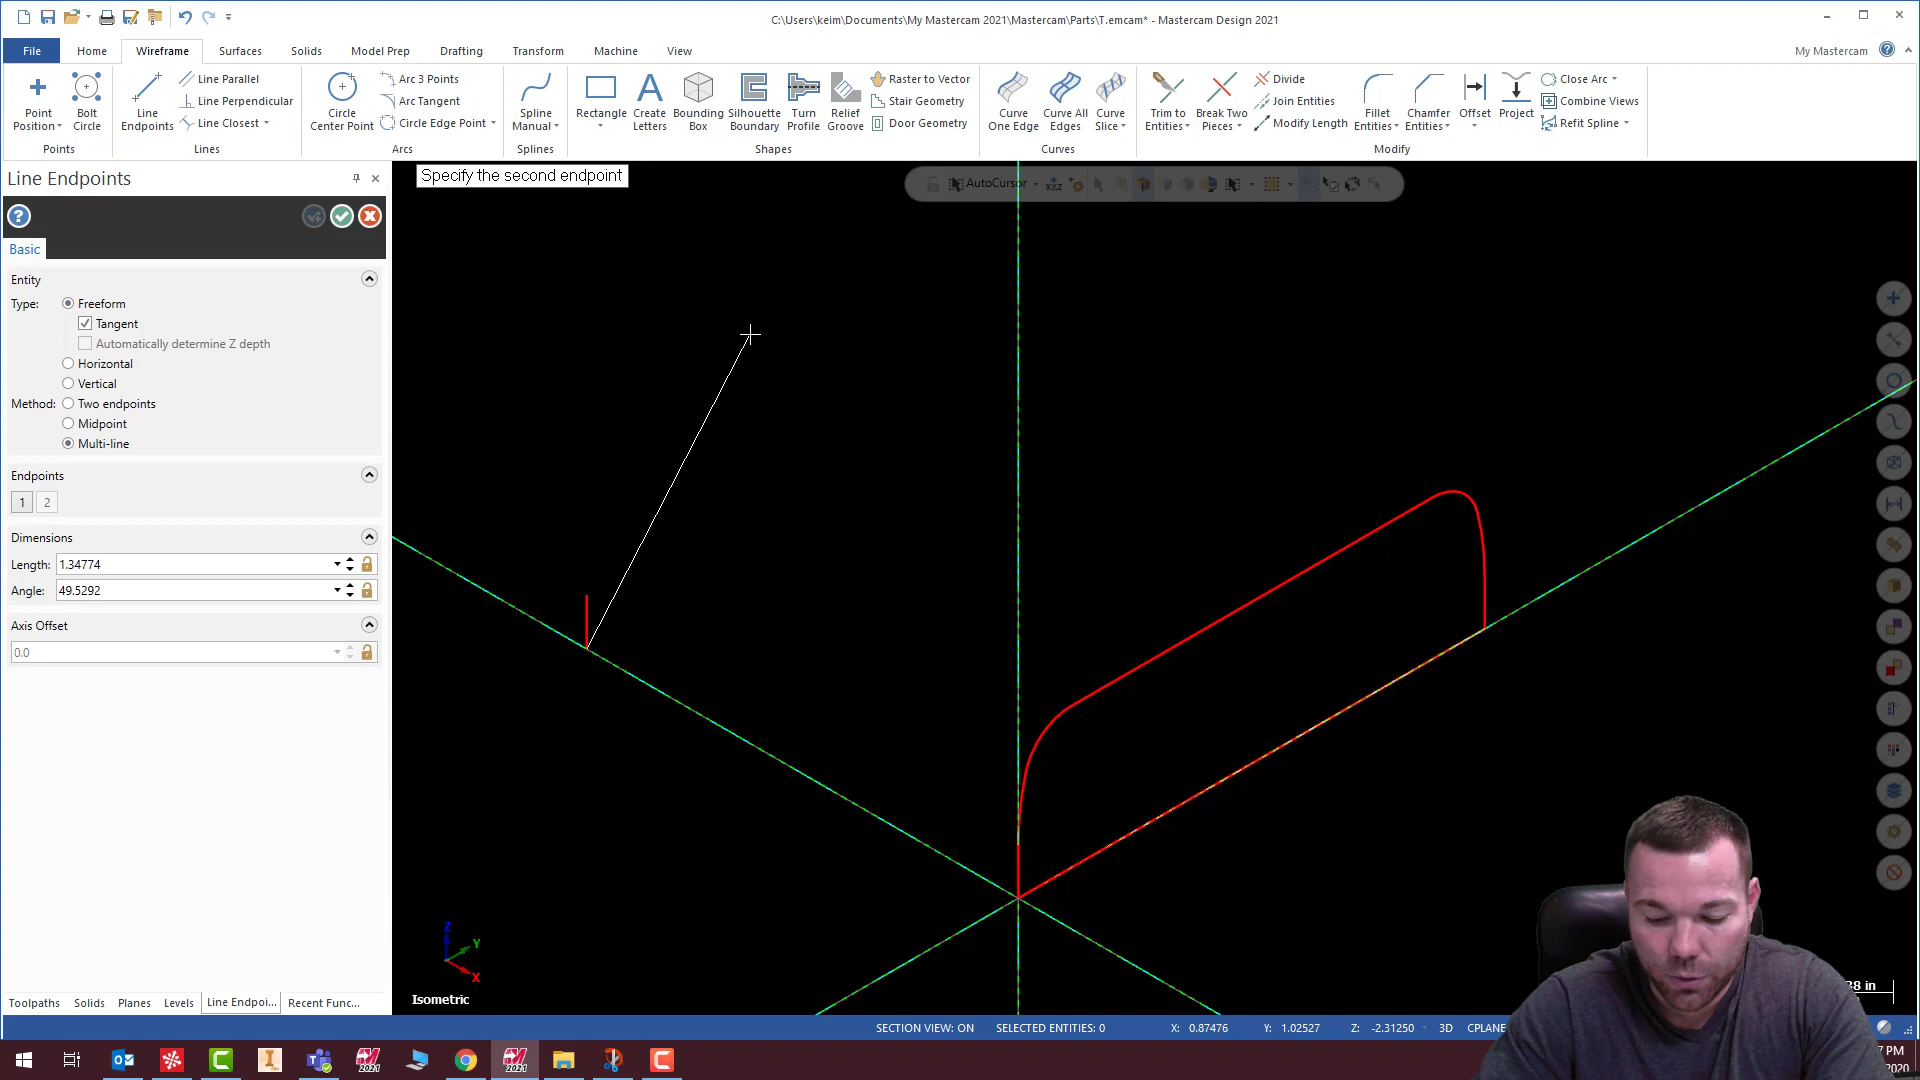 C:\Users\keim\Documents\My Mastercam 2021\Mastercam\Parts\T.emcam* - Mastercam Design 2021
File Home Wireframe Surfaces Solids Model Prep Drafting Transform Machine View My Mastercam
Point Position
Bolt Circle
Points
Line Endpoints
Line Parallel
Line Perpendicular
Line Closest
Lines
Circle Center Point
Arc 3 Points
Arc Tangent
Circle Edge Point
Arcs
Spline Manual
Splines
Rectangle
Create Letters
Bounding Box
Silhouette Boundary
Turn Profile
Relief Groove
Raster to Vector
Stair Geometry
Door Geometry
Shapes
Curve One Edge
Curve All Edges
Curve Slice
Curves
Trim to Entities
Break Two Pieces
Divide
Join Entities
Modify Length
Fillet Entities
Chamfer Entities
Offset
Project
Close Arc
Combine Views
Refit Spline
Modify
Line Endpoints
Specify the second endpoint
AutoCursor
Basic
Entity
Type: Freeform
Tangent
Automatically determine Z depth
Horizontal
Vertical
Method: Two endpoints
Midpoint
Multi-line
Endpoints
1 2
Dimensions
Length: 1.34774
Angle: 49.5292
Axis Offset
0.0
Z
Y
X
Isometric
38 in
Toolpaths Solids Planes Levels Line Endpoi... Recent Func...
SECTION VIEW: ON SELECTED ENTITIES: 0 X: 0.87476 Y: 1.02527 Z: -2.31250 3D CPLANE
7 PM
2020
2021
2021